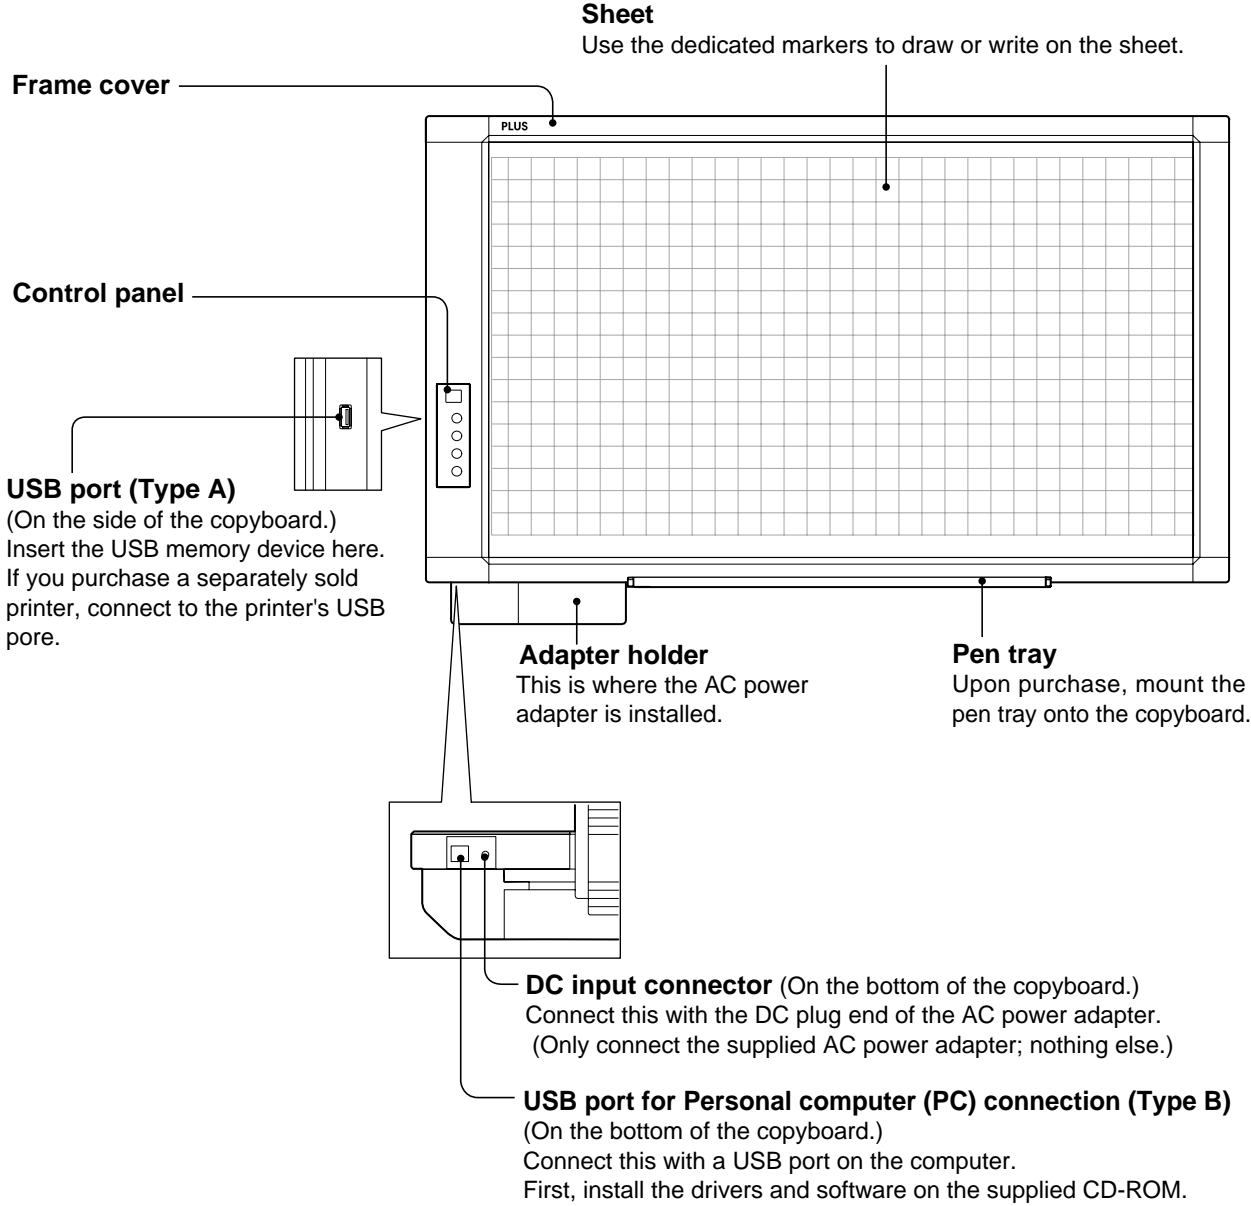 Sheet
Use the dedicated markers to draw or write on the sheet.
Frame cover
PLUS
Control panel
USB port (Type A)
(On the side of the copyboard.)
Insert the USB memory device here.
If you purchase a separately sold
printer, connect to the printer's USB
pore.
Adapter holder
This is where the AC power
adapter is installed.
Pen tray
Upon purchase, mount the
pen tray onto the copyboard.
DC input connector (On the bottom of the copyboard.)
Connect this with the DC plug end of the AC power adapter.
(Only connect the supplied AC power adapter; nothing else.)
USB port for Personal computer (PC) connection (Type B)
(On the bottom of the copyboard.)
Connect this with a USB port on the computer.
First, install the drivers and software on the supplied CD-ROM.